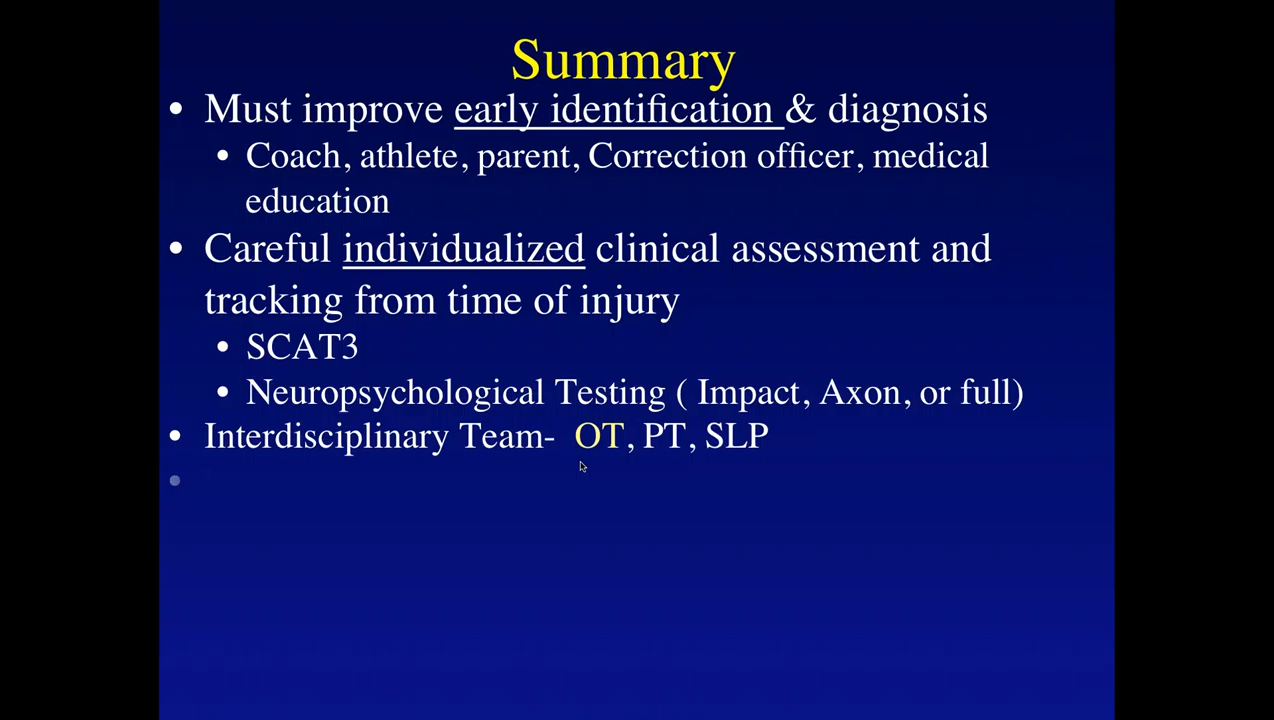 Summary
• Must improve early identification & diagnosis
• Coach, athlete, parent, Correction officer, medical
education
• Careful individualized clinical assessment and
tracking from time of injury
• SCAT3
• Neuropsychological Testing ( Impact, Axon, or full)
• Interdisciplinary Team- OT, PT, SLP
•